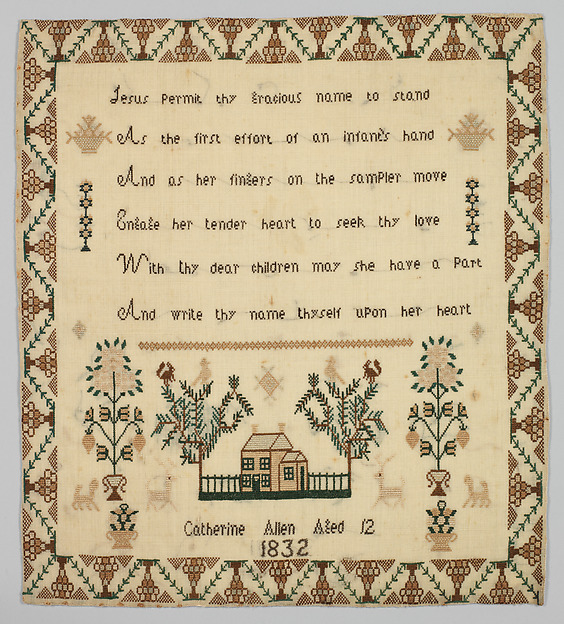 Jesus Permit thy Gracious name to stand
As the first effort of an infant's hand
And as her fingers on the samPler move
Engage her tender heart to seek thy love
With thy dear children may she have a Part
And write thy name thyself uPon her heart
Catherine Allen Aged 12
1832